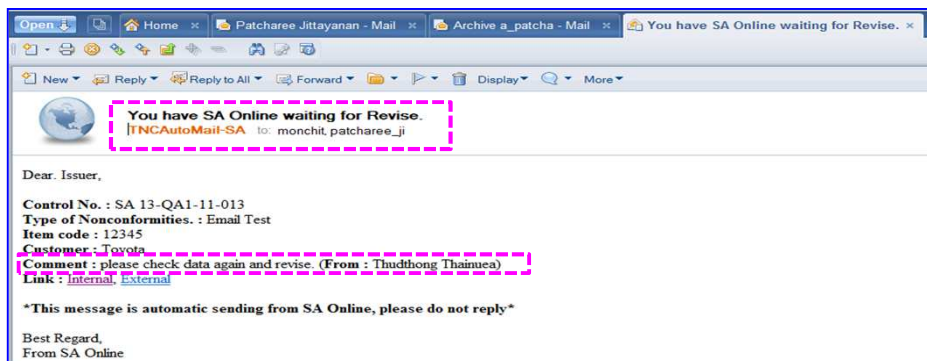 Open
Home
Patcharee Jittayanan - Mail
Archive a_patcha - Mail
You have SA Online waiting for Revise.
New
Reply
Reply to All
Forward
Display
More
You have SA Online waiting for Revise.
TNCAutoMail-SA to: monchit, patcharee_ji
Dear. Issuer,
Control No. : SA 13-QA1-11-013
Type of Nonconformities. : Email Test
Item code : 12345
Customer : Toyota
Comment : please check data again and revise. (From : Thudthong Thainuea)
Link : Internal, External
*This message is automatic sending from SA Online, please do not reply*
Best Regard,
From SA Online